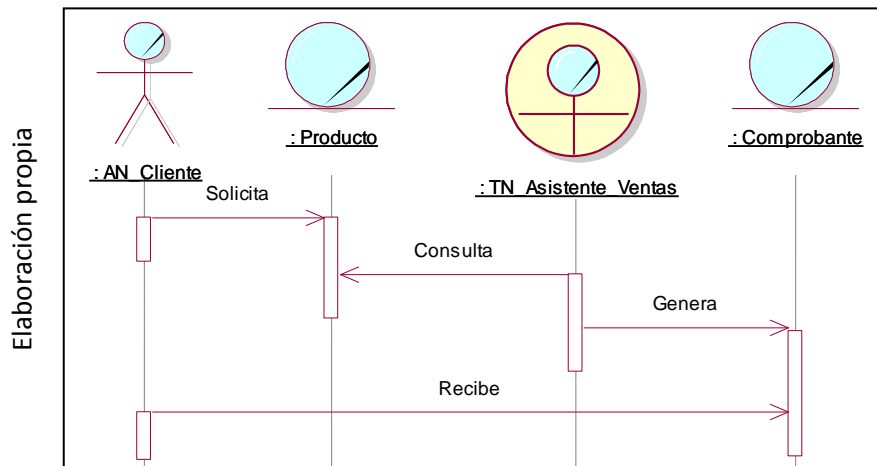 Elaboración propia
: Producto
: Comprobante
: AN_Cliente
: TN_Asistente_Ventas
Solicita
Consulta
Genera
Recibe